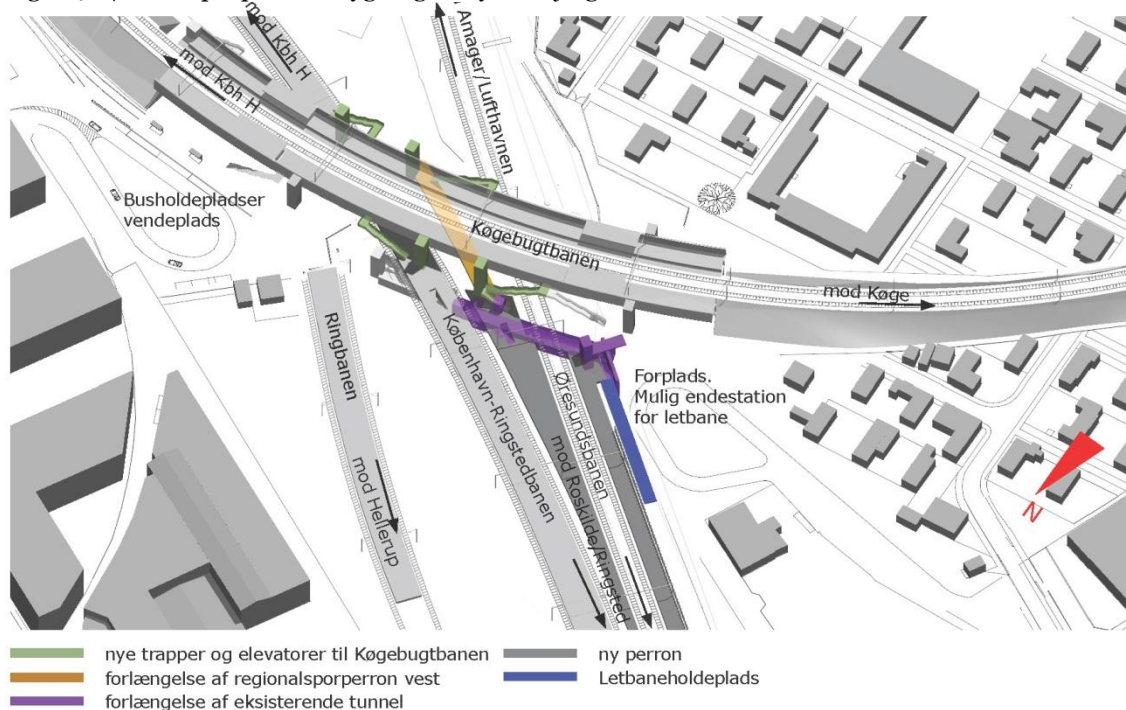 mod Kbh H
mod Kbh H
Amager/Lufthavnen
Busholdepladser
vendeplads
Køgebugtbanen
mod Køge
Ringbanen
mod Hellerup
København-Ringstedbanen
Øresundsbanen
mod Roskilde/Ringsted
Forplads.
Mulig endestation
for letbane
N
nye trapper og elevatorer til Køgebugtbanen
forlængelse af regionalsporperron vest
forlængelse af eksisterende tunnel
ny perron
Letbaneholdeplads